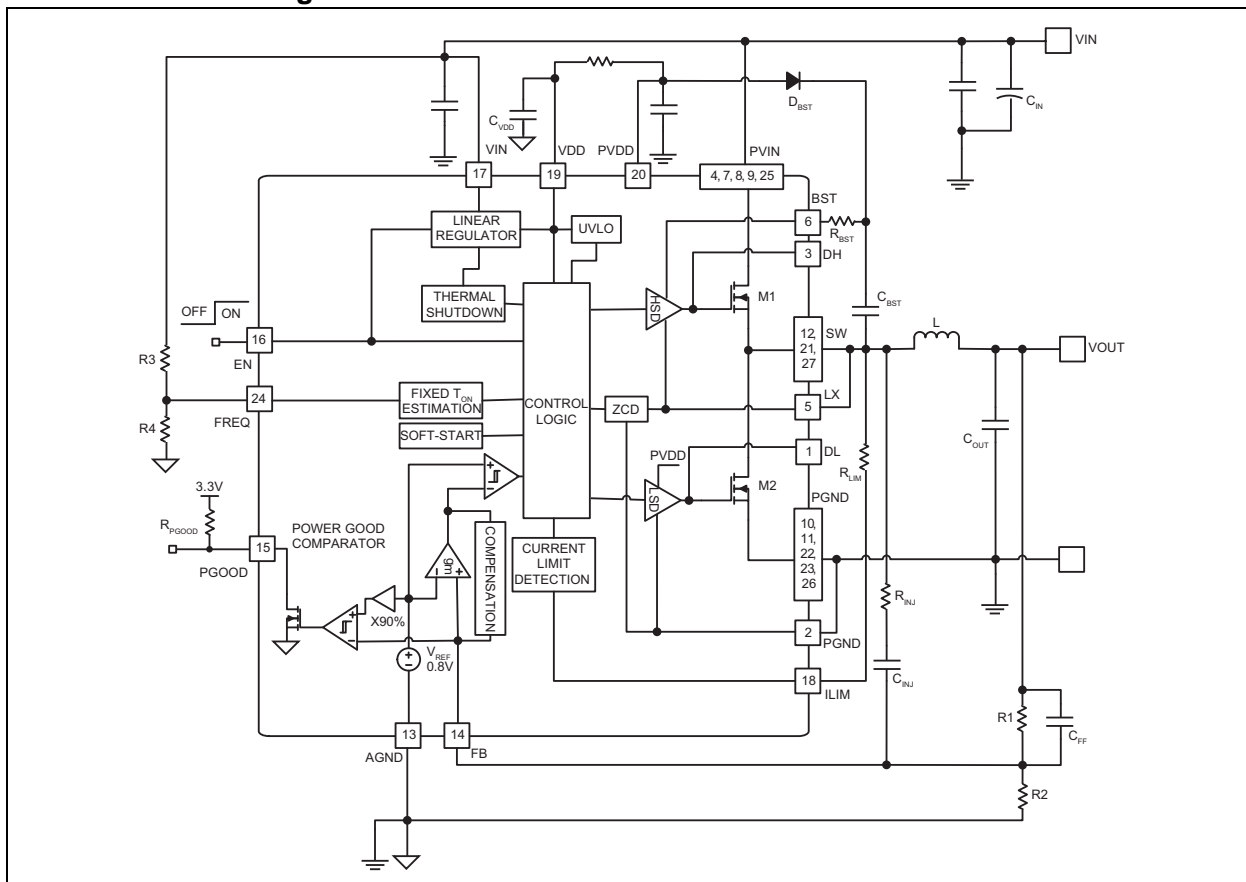 VIN
C_IN
D_BST
C_VDD
VIN
VDD
PVDD
PVIN
17
19
20
4, 7, 8, 9, 25
BST
LINEAR
REGULATOR
UVLO
6
R_BST
3
DH
THERMAL
SHUTDOWN
HSD
M1
C_BST
OFF
ON
16
EN
12,
21,
27
SW
L
VOUT
R3
24
FREQ
FIXED T_ON
ESTIMATION
CONTROL
LOGIC
ZCD
5
LX
R4
SOFT-START
1
DL
R_LIM
C_OUT
PVDD
3.3V
LSD
M2
PGND
R_PGOOD
POWER GOOD
COMPARATOR
15
PGOOD
gm
COMPENSATION
CURRENT
LIMIT
DETECTION
10,
11,
22,
23,
26
X90%
R_INJ
2
PGND
V_REF
0.8V
18
ILIM
C_INJ
R1
C_FF
13
AGND
14
FB
R2